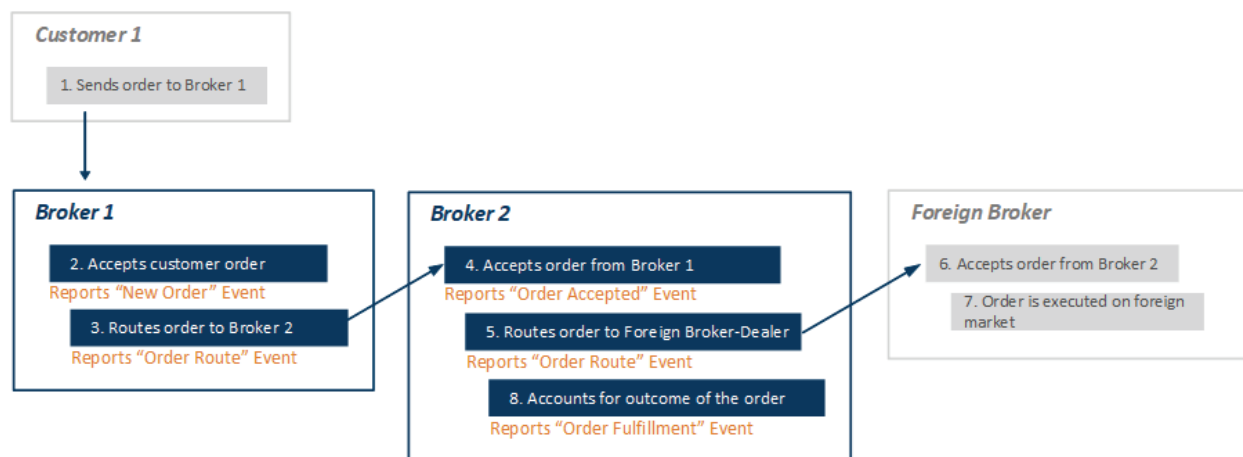 Customer 1
1. Sends order to Broker 1
Broker 1
2. Accepts customer order
Reports “New Order” Event
3. Routes order to Broker 2
Reports “Order Route” Event
Broker 2
4. Accepts order from Broker 1
Reports “Order Accepted” Event
5. Routes order to Foreign Broker-Dealer
Reports “Order Route” Event
8. Accounts for outcome of the order
Reports “Order Fulfillment” Event
Foreign Broker
6. Accepts order from Broker 2
7. Order is executed on foreign
market